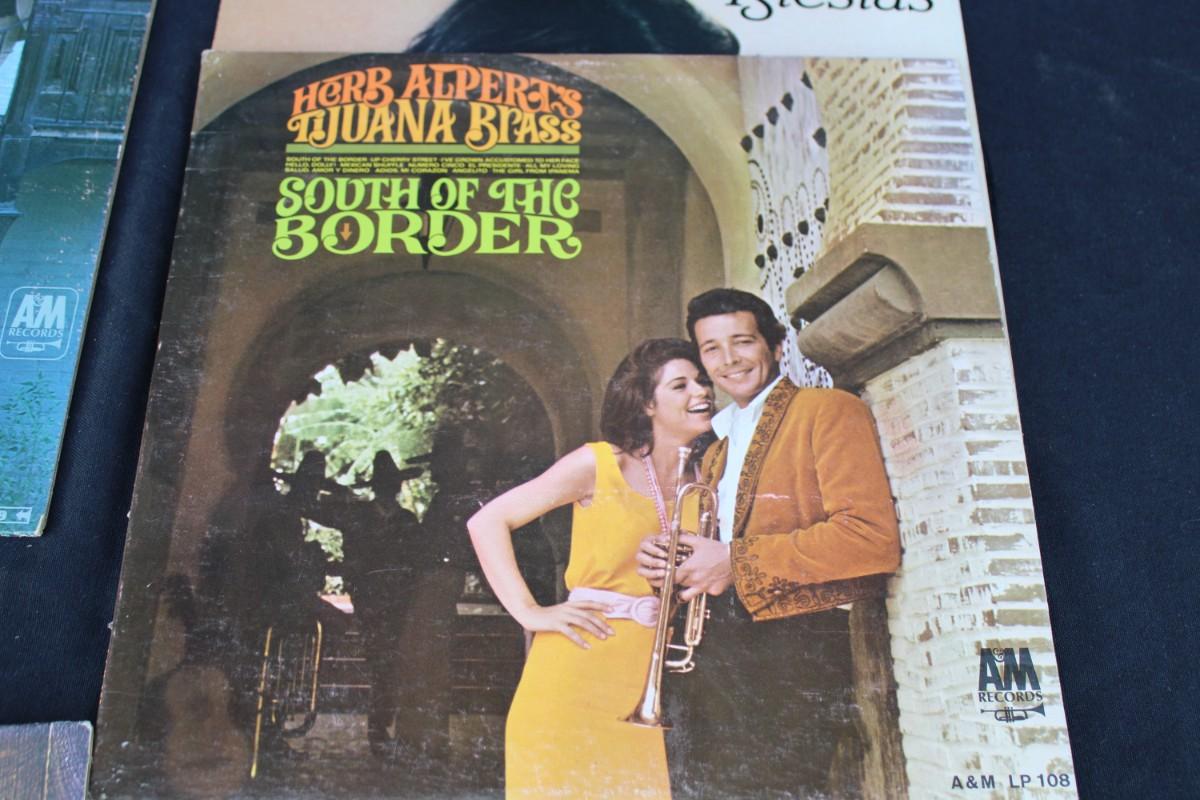 Iglesias
HERB ALPERT'S
TIJUANA BRASS
SOUTH OF THE BORDER UP CHERRY STREET I'VE GROWN ACCUSTOMED TO HER FACE
HELLO, DOLLY! MEXICAN SHUFFLE NUMERO CINCO EL PRESIDENTE ALL MY LOVING
SALUD, AMOR Y DINERO ADIOS, MI CORAZON ANGELITO THE GIRL FROM IPANEMA
SOUTH OF THE
BORDER
A&M
RECORDS
A&M
RECORDS
A&M LP 108
9